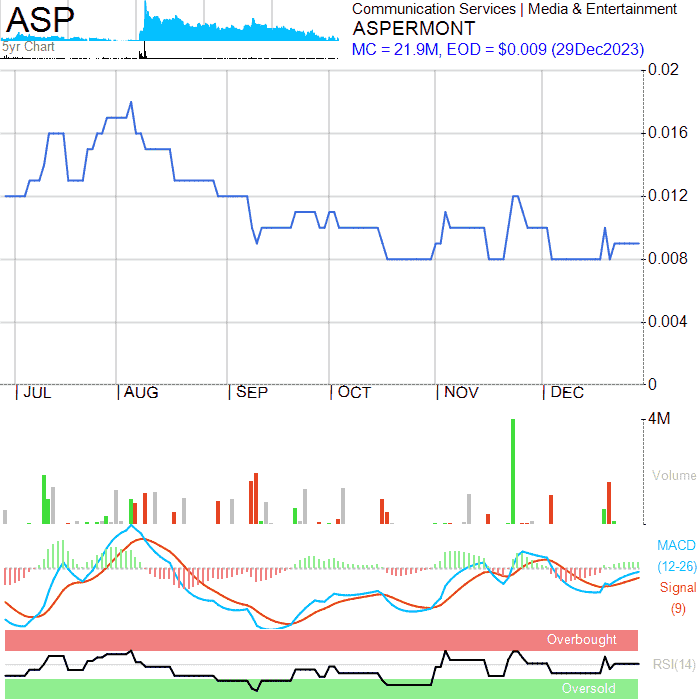 ASP
5yr Chart
Communication Services | Media & Entertainment
ASPERMONT
MC = 21.9M, EOD = $0.009 (29Dec2023)
0.02
0.016
0.012
0.008
0.004
0
JUL
AUG
SEP
OCT
NOV
DEC
4M
Volume
MACD
(12-26)
Signal
(9)
Overbought
RSI(14)
Oversold